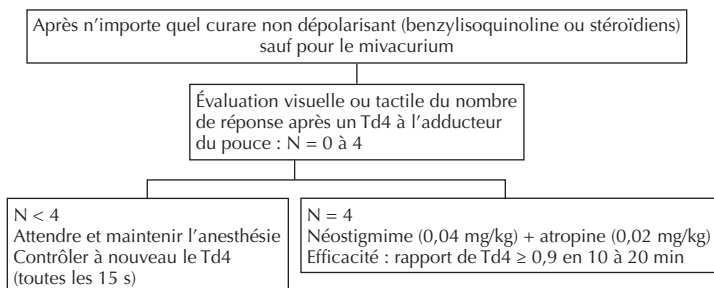 Après n’importe quel curare non dépolarisant (benzylisoquinoline ou stéroïdiens)
sauf pour le mivacurium
Évaluation visuelle ou tactile du nombre
de réponse après un Td4 à l’adducteur
du pouce : N = 0 à 4
N < 4
Attendre et maintenir l’anesthésie
Contrôler à nouveau le Td4
(toutes les 15 s)
N = 4
Néostigmime (0,04 mg/kg) + atropine (0,02 mg/kg)
Efficacité : rapport de Td4 ≥ 0,9 en 10 à 20 min